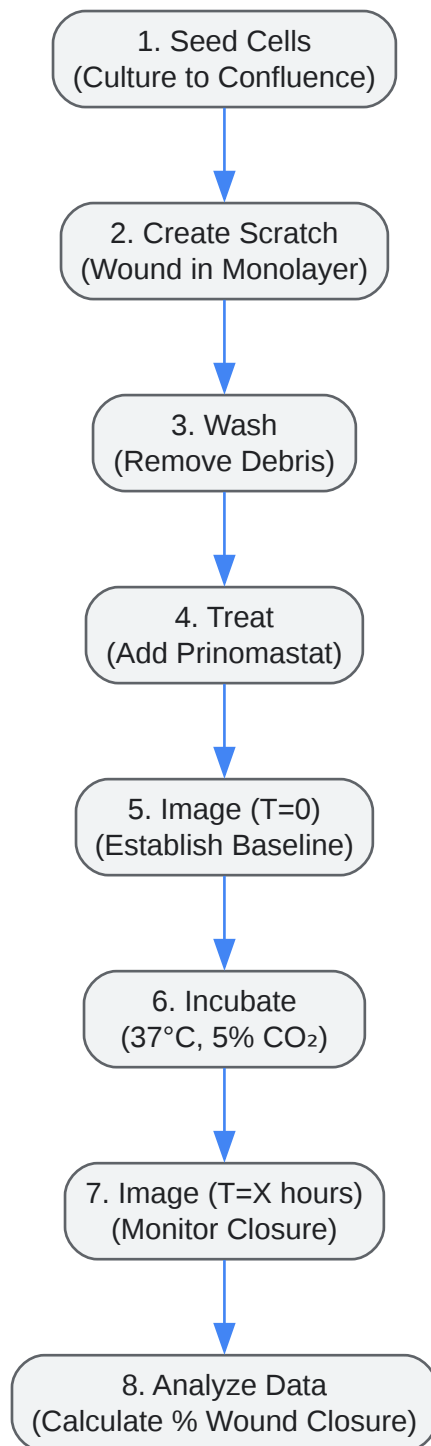 1. Seed Cells
(Culture to Confluence)
2. Create Scratch
(Wound in Monolayer)
3. Wash
(Remove Debris)
4. Treat
(Add Prinomastat)
5. Image (T=0)
(Establish Baseline)
6. Incubate
(37°C, 5% CO₂)
7. Image (T=X hours)
(Monitor Closure)
8. Analyze Data
(Calculate % Wound Closure)